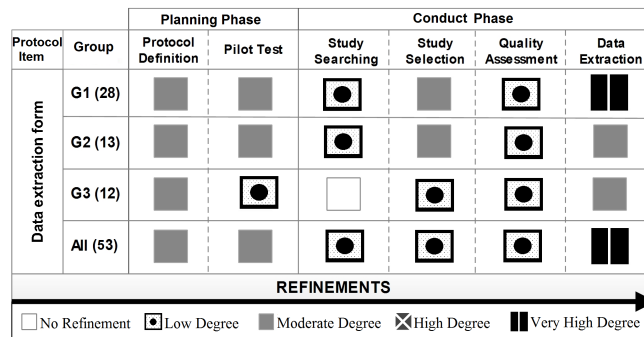 Planning Phase Conduct Phase
Protocol Item Group Protocol Definition Pilot Test Study Searching Study Selection Quality Assessment Data Extraction
Data extraction form
G1 (28)
G2 (13)
G3 (12)
All (53)
REFINEMENTS
No Refinement Low Degree Moderate Degree High Degree Very High Degree